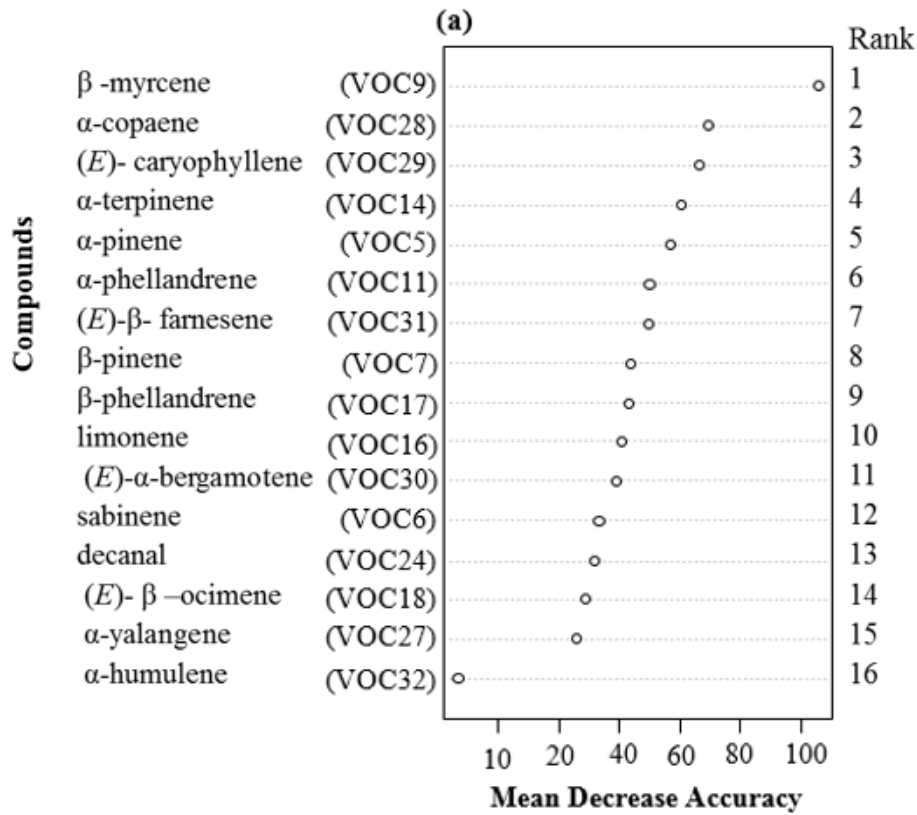 (a)
Rank
β -myrcene (VOC9) 1
α-copaene (VOC28) 2
(E)- caryophyllene (VOC29) 3
α-terpinene (VOC14) 4
α-pinene (VOC5) 5
α-phellandrene (VOC11) 6
(E)-β- farnesene (VOC31) 7
β-pinene (VOC7) 8
β-phellandrene (VOC17) 9
limonene (VOC16) 10
(E)-α-bergamotene (VOC30) 11
sabinene (VOC6) 12
decanal (VOC24) 13
(E)- β –ocimene (VOC18) 14
α-yalangene (VOC27) 15
α-humulene (VOC32) 16
Compounds
10 20 40 60 80 100
Mean Decrease Accuracy